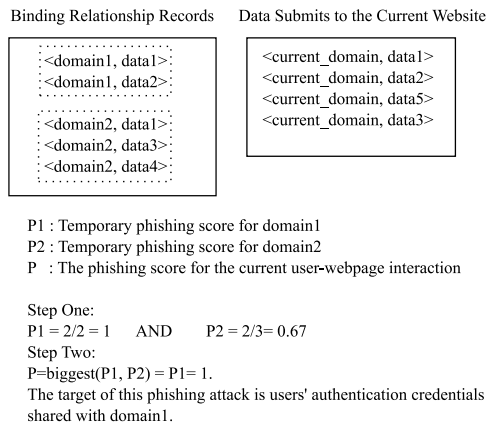 Binding Relationship Records    Data Submits to the Current Website
<domain1, data1>
<domain1, data2>
<domain2, data1>
<domain2, data3>
<domain2, data4>
<current_domain, data1>
<current_domain, data2>
<current_domain, data5>
<current_domain, data3>
P1 : Temporary phishing score for domain1
P2 : Temporary phishing score for domain2
P : The phishing score for the current user-webpage interaction
Step One:
P1 = 2/2 = 1 AND P2 = 2/3= 0.67
Step Two:
P=biggest(P1, P2) = P1= 1.
The target of this phishing attack is users' authentication credentials
shared with domain1.